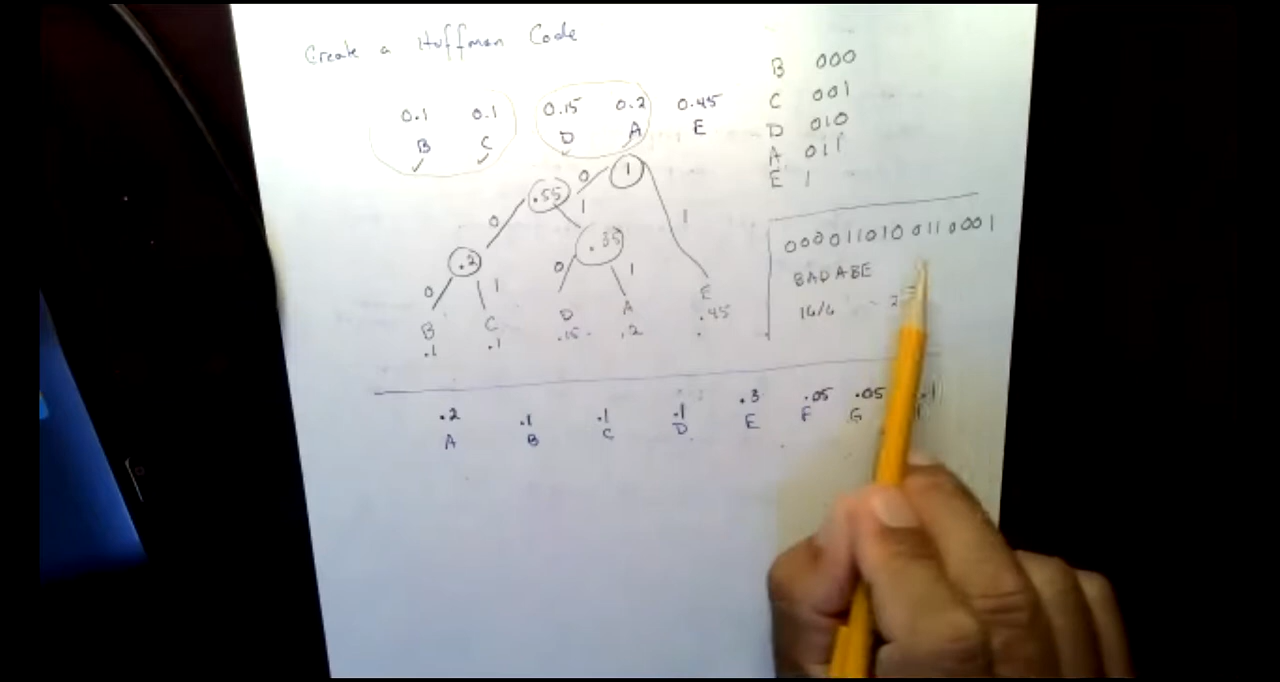 Create a Huffman Code
0.1 0.1 0.15 0.2 0.45
B C D A E
1
0
.55
1
1
0
.35
.2
0 1
0 1
B C D A E
.1 .1 .15 .2 .45
B 000
C 001
D 010
A 011
E 1
0000110100110001
BADABE
16/6
.2 .1 .1 .1 .3 .05 .05 .1
A B C D E F G